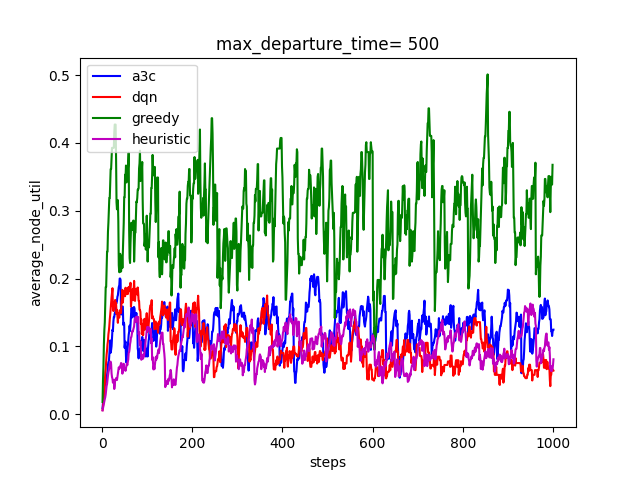 max_departure_time= 500
average_node_util
0.5
0.4
0.3
0.2
0.1
0.0
a3c
dqn
greedy
heuristic
0 200 400 600 800 1000
steps